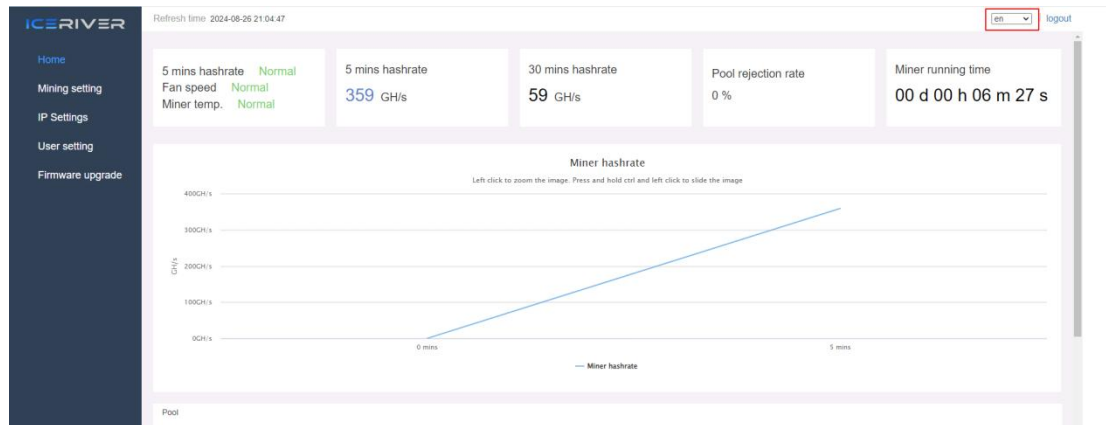 ICERIVER
Refresh time 2024-08-26 21:04:47
en
logout
Home
Mining setting
IP Settings
User setting
Firmware upgrade
5 mins hashrate Normal
Fan speed Normal
Miner temp. Normal
5 mins hashrate
359 GH/s
30 mins hashrate
59 GH/s
Pool rejection rate
0 %
Miner running time
00 d 00 h 06 m 27 s
Miner hashrate
Left click to zoom the image. Press and hold ctrl and left click to slide the image
400GH/s
300GH/s
200GH/s
100GH/s
0GH/s
GH/s
0 mins
5 mins
Miner hashrate
Pool